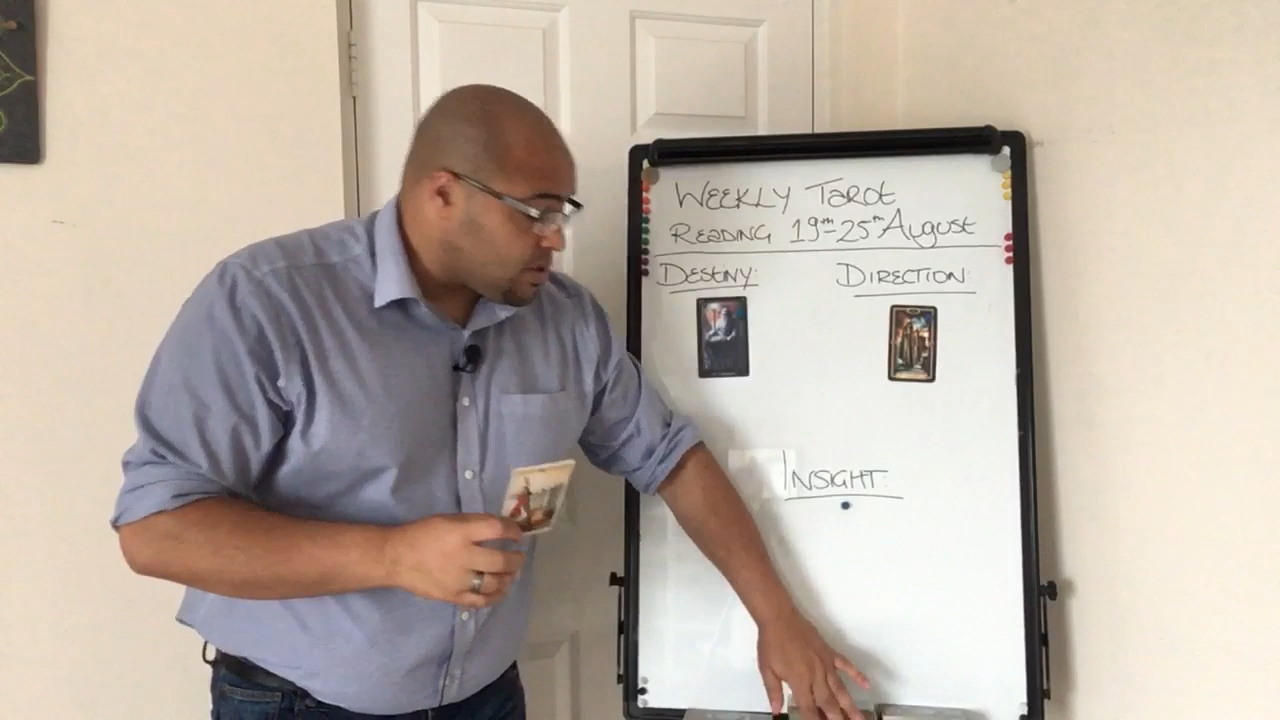 Weekly Tarot
Reading 19th-25th August
Destiny:
Direction:
Insight: